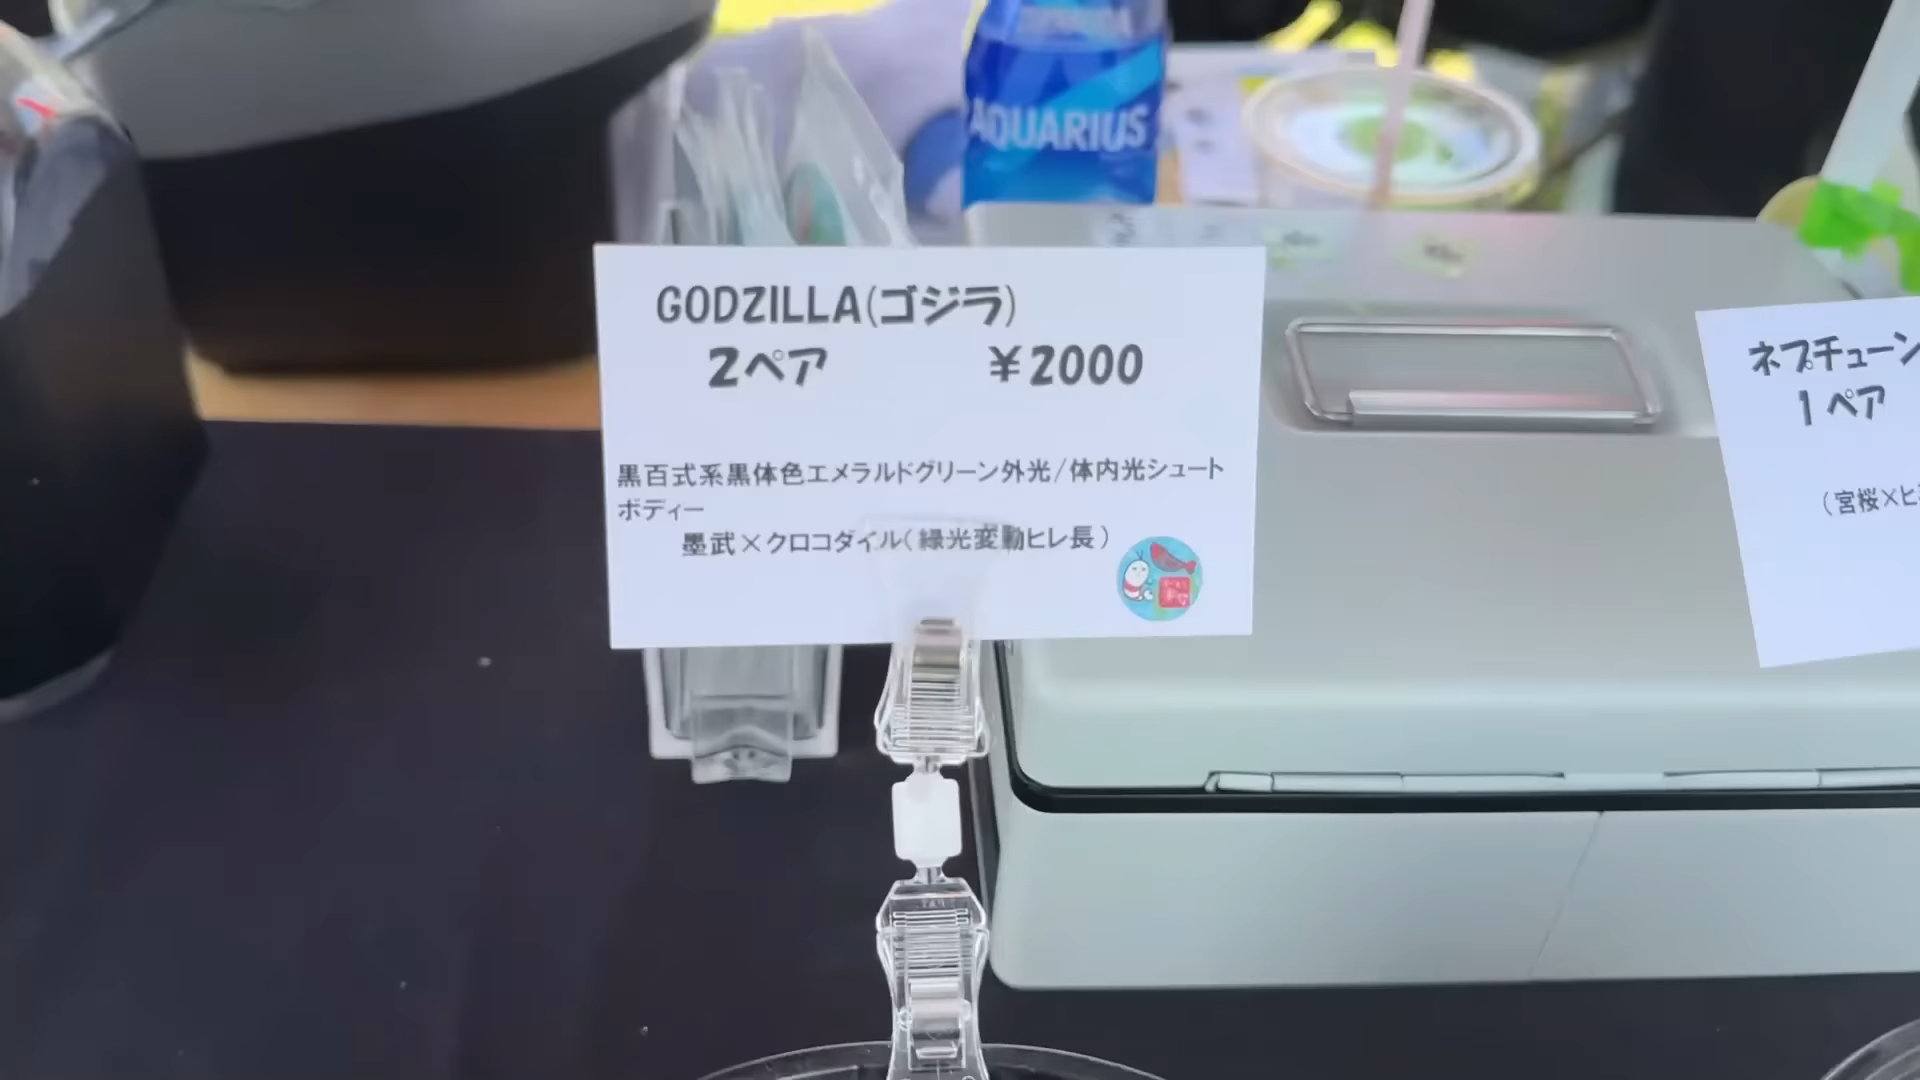 AQUARIUS
GODZILLA(ゴジラ)
2ペア ¥2000
黒百式系黒体色エメラルドグリーン外光/体内光シュート
ボディー
墨武×クロコダイル(緑光変動ヒレ長)
ネプチューン
1ペア
(宮桜×ヒ